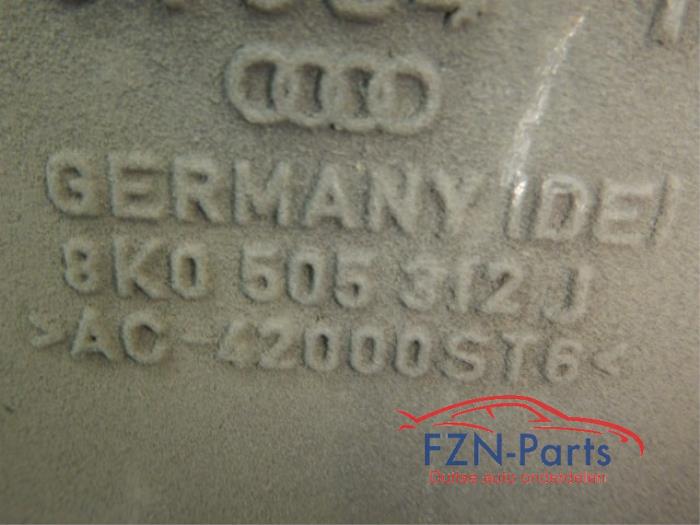 GERMANY (DE)
8K0 505 312 J
>AC-42000ST6<
FZN-Parts
Duitse auto onderdelen